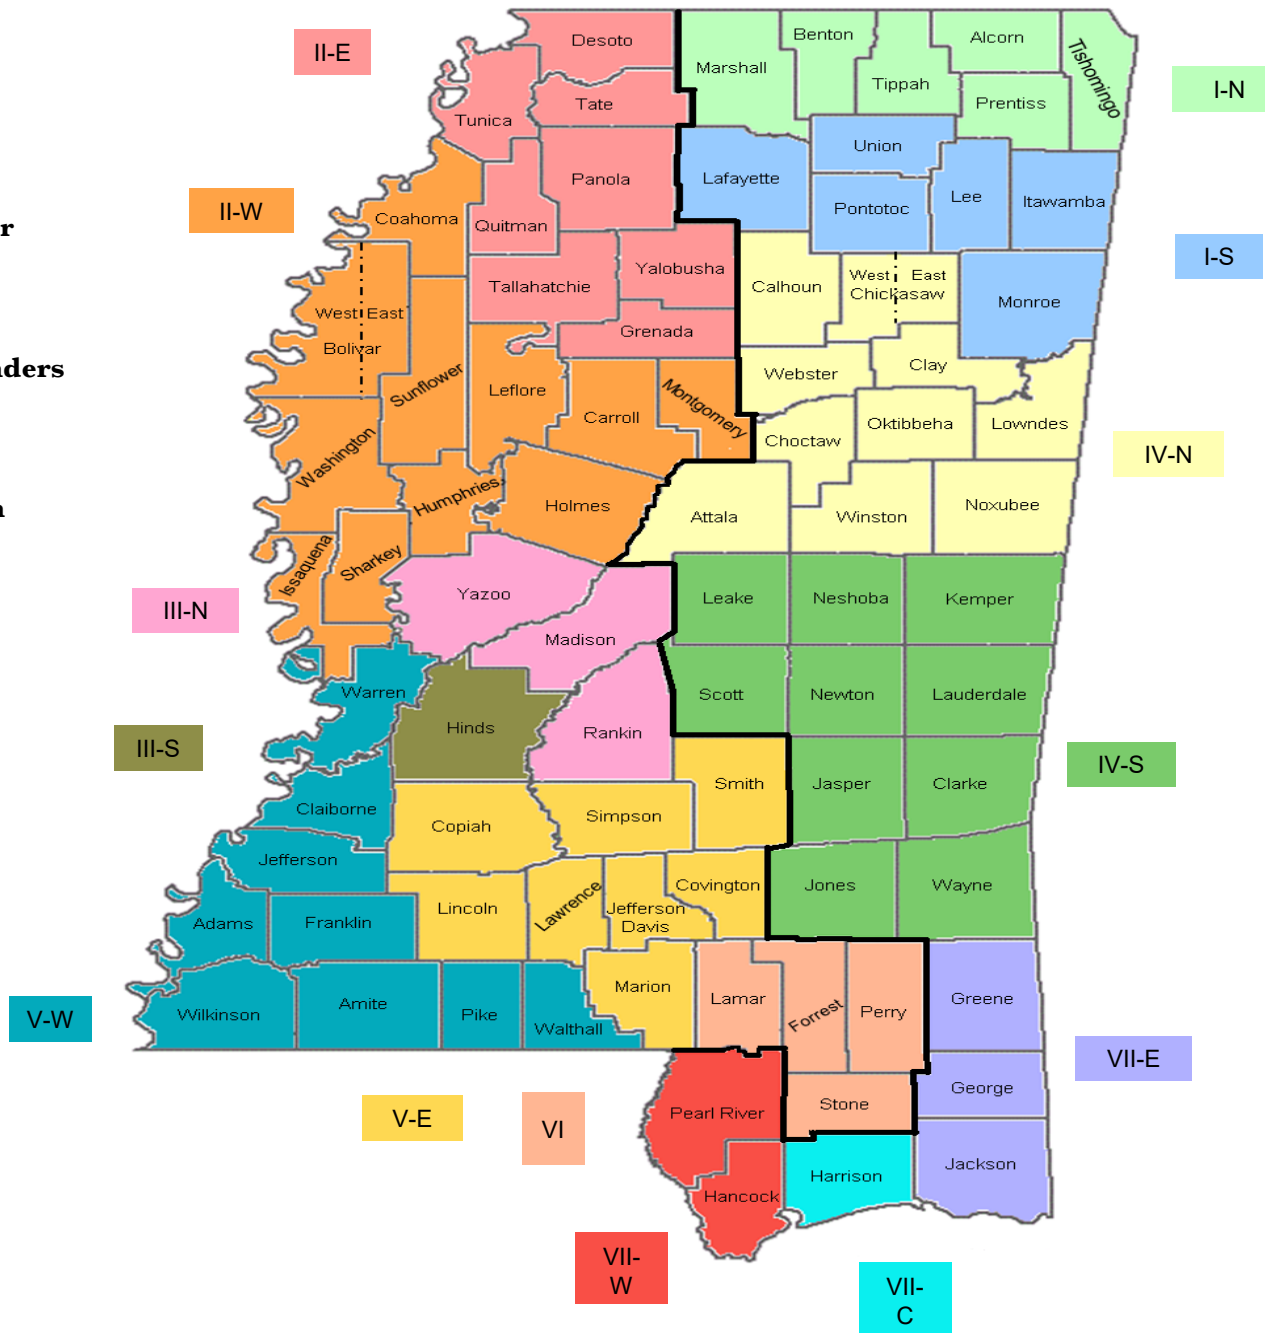 II-E
Desoto
Marshall
Benton
Alcorn
Tishomingo
Tippah
Prentiss
I-N
Tunica
Tate
Union
Panola
Lafayette
Lee
Itawamba
Pontotoc
II-W
Coahoma
Quitman
I-S
Tallahatchie
Yalobusha
Calhoun
West East
Chickasaw
Monroe
West East
Bolivar
Grenada
Clay
Webster
Sunflower
Leflore
Carroll
Montgomery
Choctaw
Oktibbeha
Lowndes
IV-N
Washington
Humphries
Holmes
Attala
Winston
Noxubee
Issaquena
Sharkey
III-N
Yazoo
Leake
Neshoba
Kemper
Madison
Warren
Scott
Newton
Lauderdale
III-S
Hinds
Rankin
IV-S
Smith
Jasper
Clarke
Claiborne
Copiah
Simpson
Jefferson
Covington
Jones
Wayne
Adams
Franklin
Lincoln
Lawrence
Jefferson
Davis
Marion
V-W
Wilkinson
Amite
Pike
Walthall
Lamar
Forrest
Perry
Greene
VII-E
George
V-E
VI
Pearl River
Stone
Jackson
Harrison
Hancock
VII-
W
VII-
C